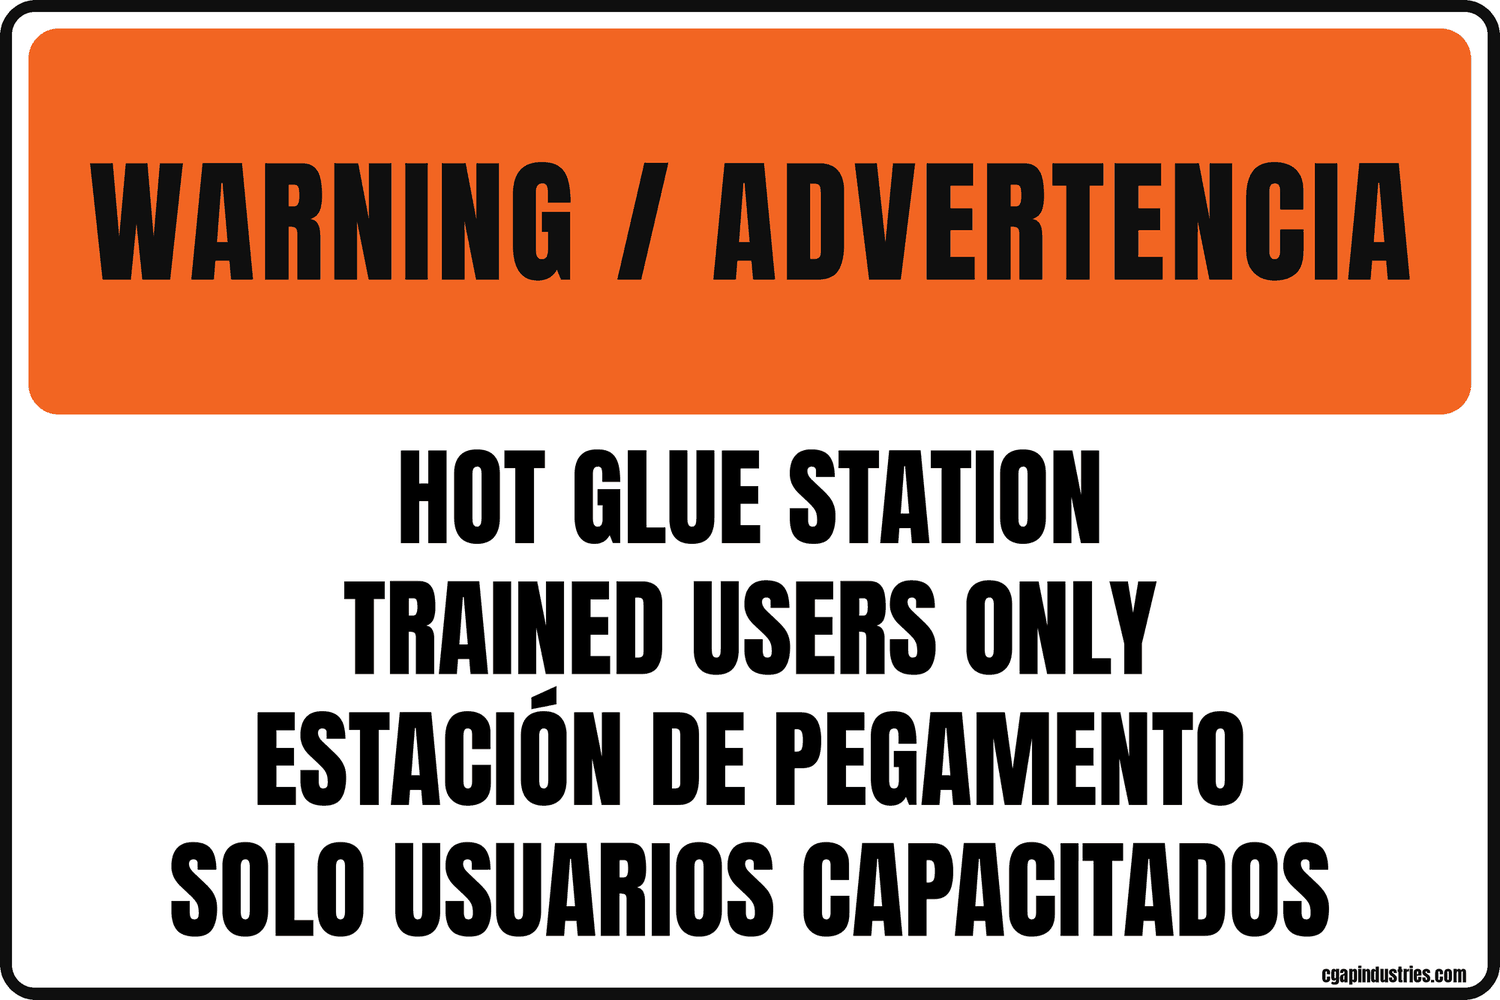 WARNING / ADVERTENCIA
HOT GLUE STATION
TRAINED USERS ONLY
ESTACIÓN DE PEGAMENTO
SOLO USUARIOS CAPACITADOS
cgapindustries.com